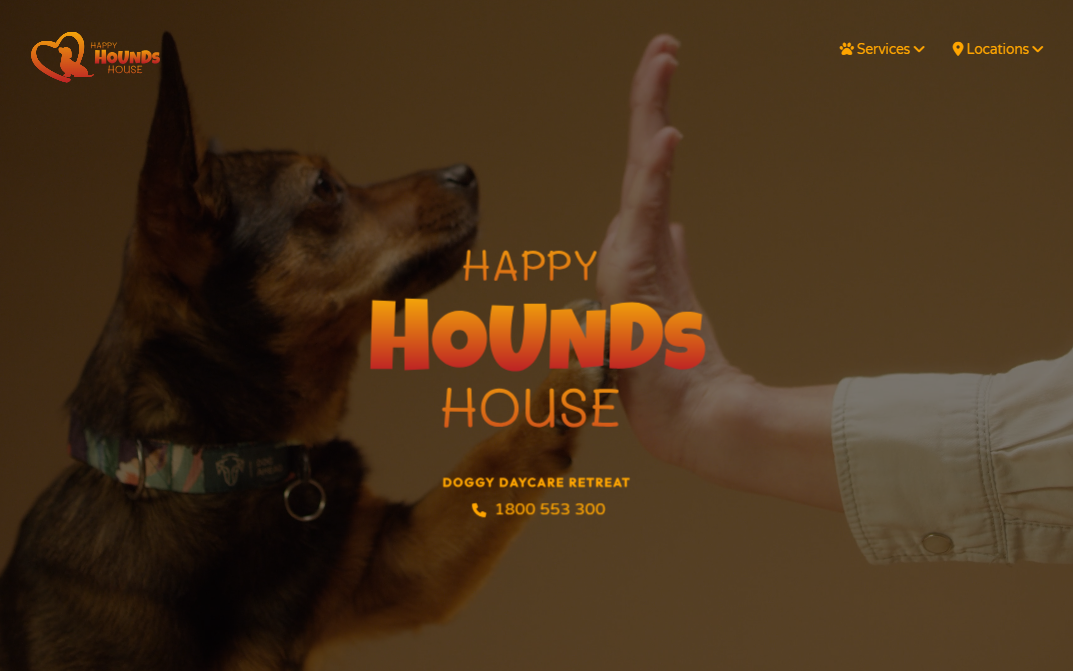 HAPPY
HOUNDS
HOUSE
Services
Locations
HAPPY
HOUNDS
HOUSE
DOGGY DAYCARE RETREAT
1800 553 300